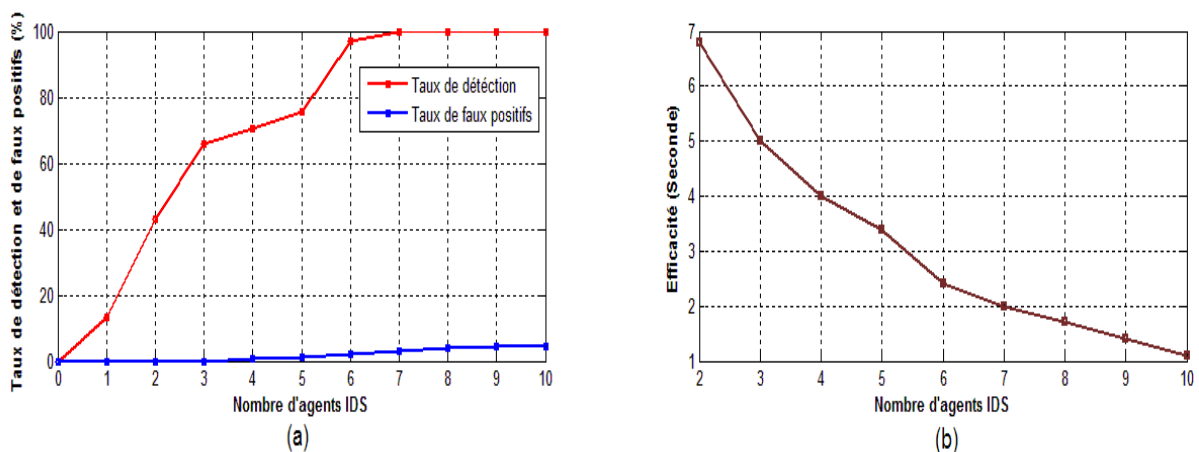 Taux de détection et de faux positifs (%)
100
80
60
40
20
0
Taux de détéction
Taux de faux positifs
0 1 2 3 4 5 6 7 8 9 10
Nombre d'agents IDS
(a)
Efficacité (Seconde)
7
6
5
4
3
2
1
2 3 4 5 6 7 8 9 10
Nombre d'agents IDS
(b)